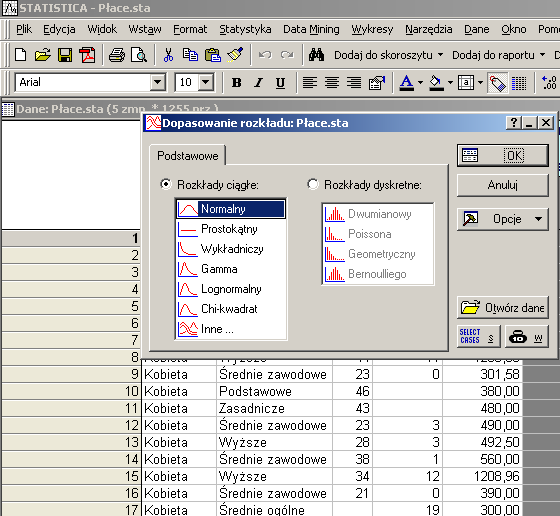 STATISTICA - Płace.sta
Plik Edycja Widok Wstaw Format Statystyka Data Mining Wykresy Narzędzia Dane Okno Pomo
Dodaj do skoroszytu Dodaj do raportu
Arial 10 B I U A
Dane: Płace.sta (5 zmn. * 1255 prz.)
Dopasowanie rozkładu: Płace.sta
Podstawowe
OK
Anuluj
Opcje
Otwórz dane
SELECT CASES S W
Rozkłady ciągłe:
Normalny
Prostokątny
Wykładniczy
Gamma
Lognormalny
Chi-kwadrat
Inne ...
Rozkłady dyskretne:
Dwumianowy
Poissona
Geometryczny
Bernoulliego
1
2
3
4
5
6
7
8 Kobieta Wyższe
9 Kobieta Średnie zawodowe 23 0 301,58
10 Kobieta Podstawowe 46 380,00
11 Kobieta Zasadnicze 43 480,00
12 Kobieta Średnie zawodowe 23 3 490,00
13 Kobieta Wyższe 28 3 492,50
14 Kobieta Średnie zawodowe 38 1 560,00
15 Kobieta Wyższe 34 12 1208,96
16 Kobieta Średnie zawodowe 21 0 390,00
17 Kobieta Średnie ogólne 19 300,00